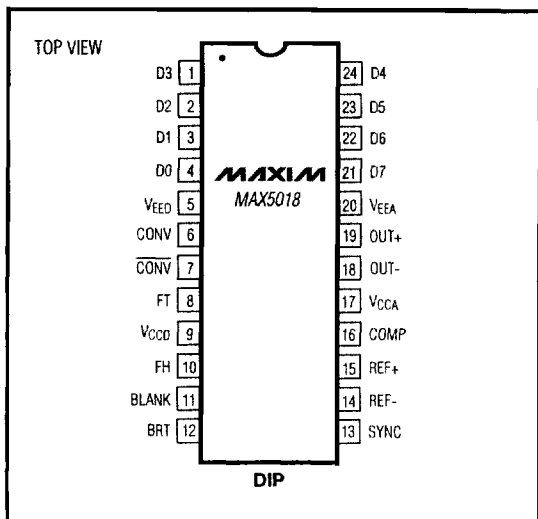 TOP VIEW
D3 1 24 D4
D2 2 23 D5
D1 3 22 D6
D0 4 21 D7
MAXIM
MAX5018
VEED 5 20 VEEA
CONV 6 19 OUT+
CONV 7 18 OUT-
FT 8 17 VCCA
VCCD 9 16 COMP
FH 10 15 REF+
BLANK 11 14 REF-
BRT 12 13 SYNC
DIP